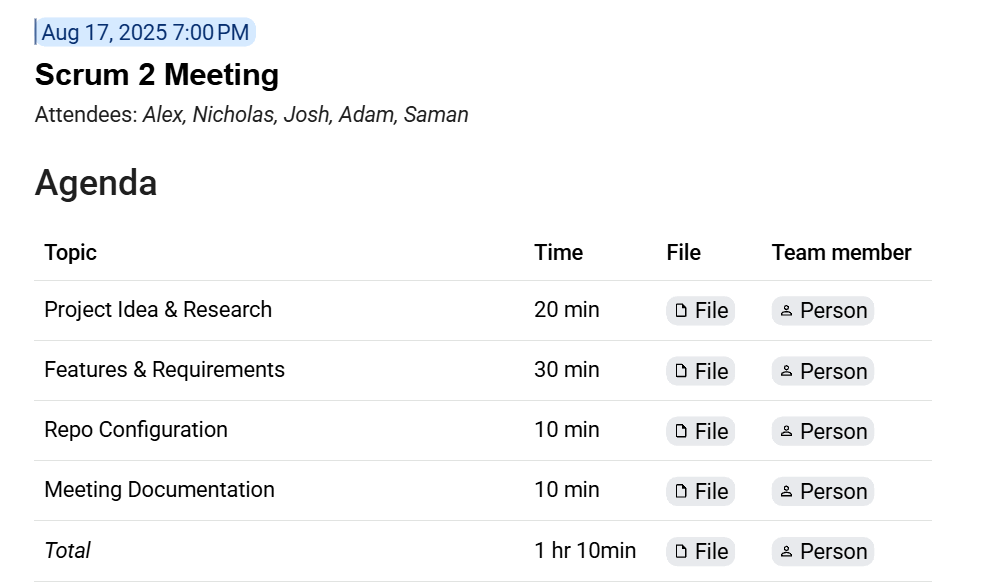 Aug 17, 2025 7:00 PM
Scrum 2 Meeting
Attendees: Alex, Nicholas, Josh, Adam, Saman
Agenda
Topic Time File Team member
Project Idea & Research 20 min File Person
Features & Requirements 30 min File Person
Repo Configuration 10 min File Person
Meeting Documentation 10 min File Person
Total 1 hr 10min File Person